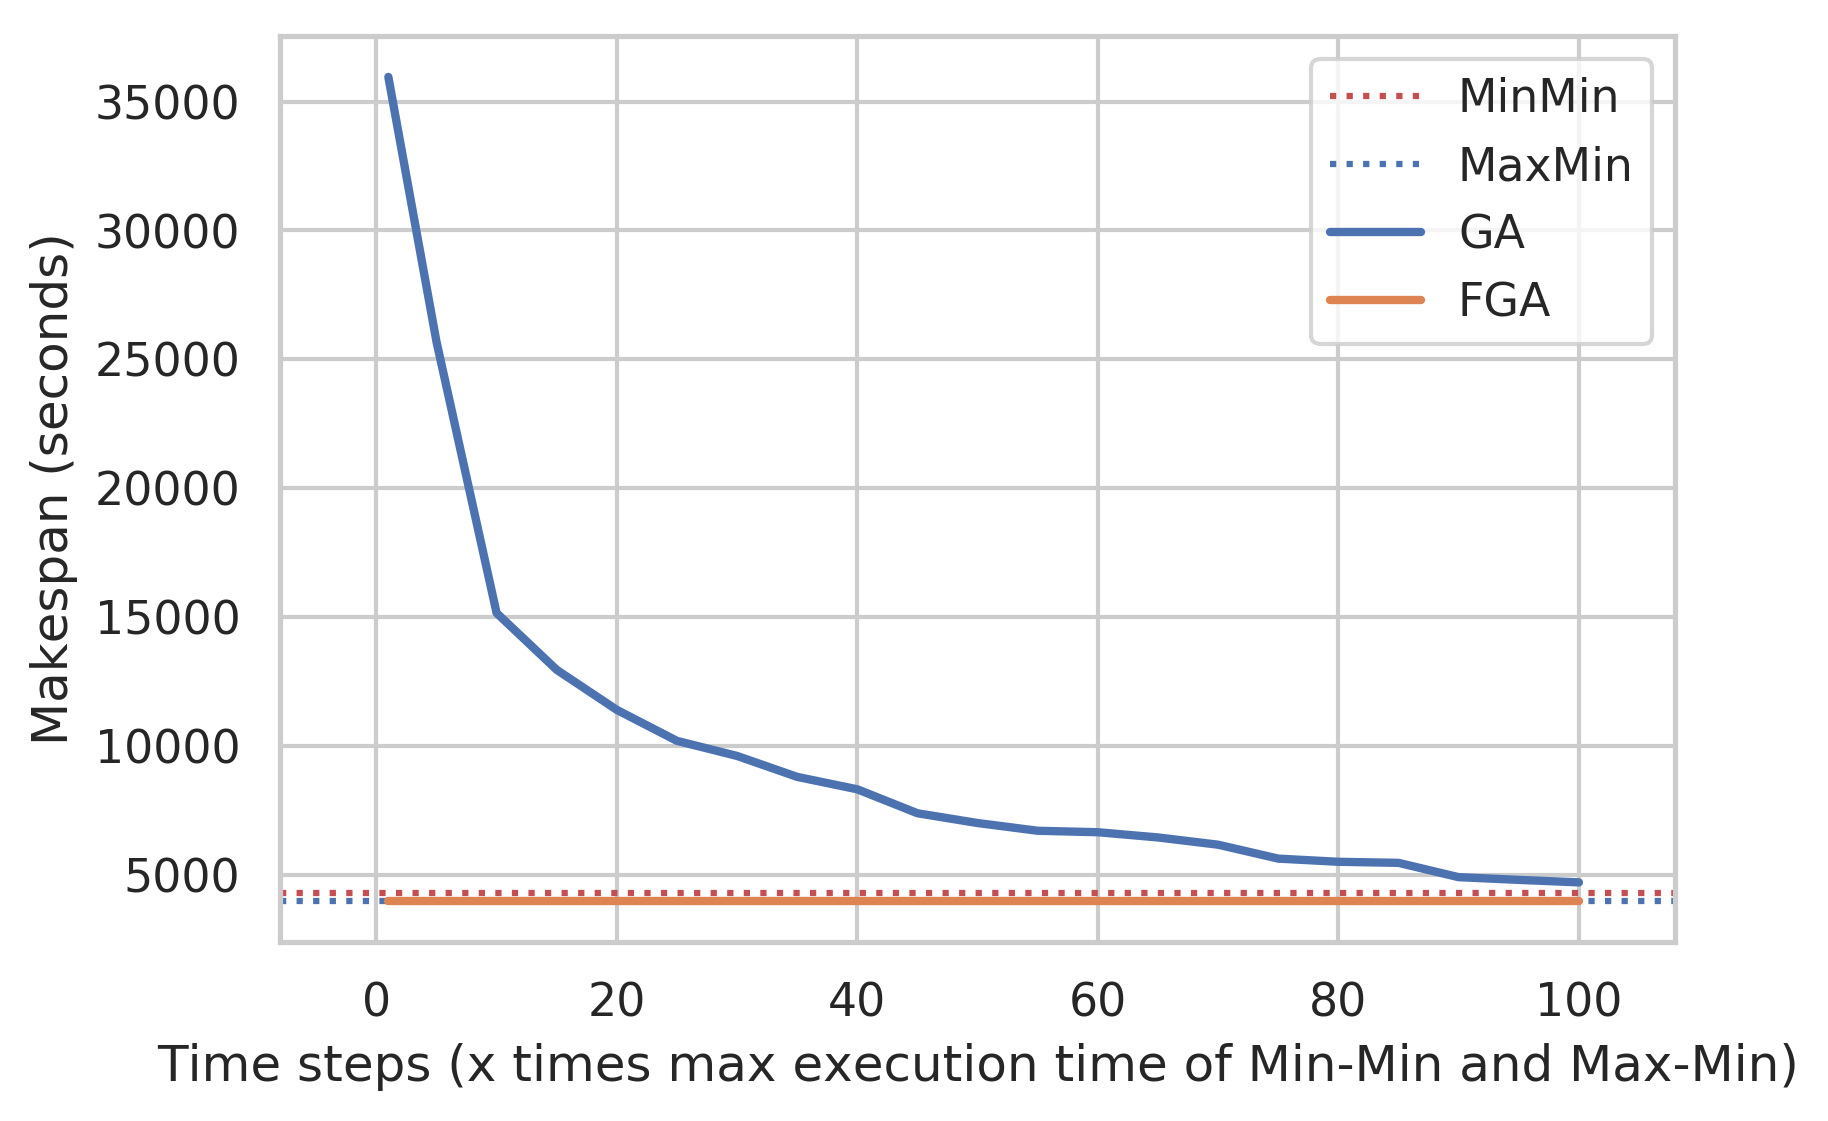 35000
30000
25000
20000
15000
10000
5000
Makespan (seconds)
MinMin
MaxMin
GA
FGA
0 20 40 60 80 100
Time steps (x times max execution time of Min-Min and Max-Min)